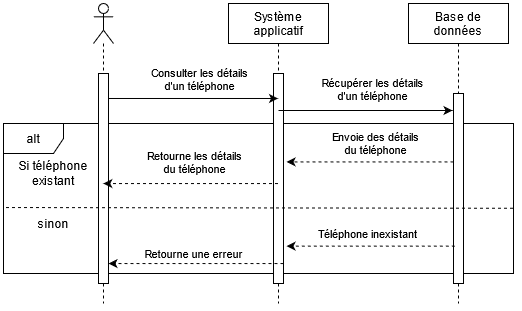 Système
applicatif
Base de
données
Consulter les détails
d'un téléphone
Récupérer les détails
d'un téléphone
alt
Si téléphone
existant
Envoie des détails
du téléphone
Retourne les détails
du téléphone
sinon
Téléphone inexistant
Retourne une erreur